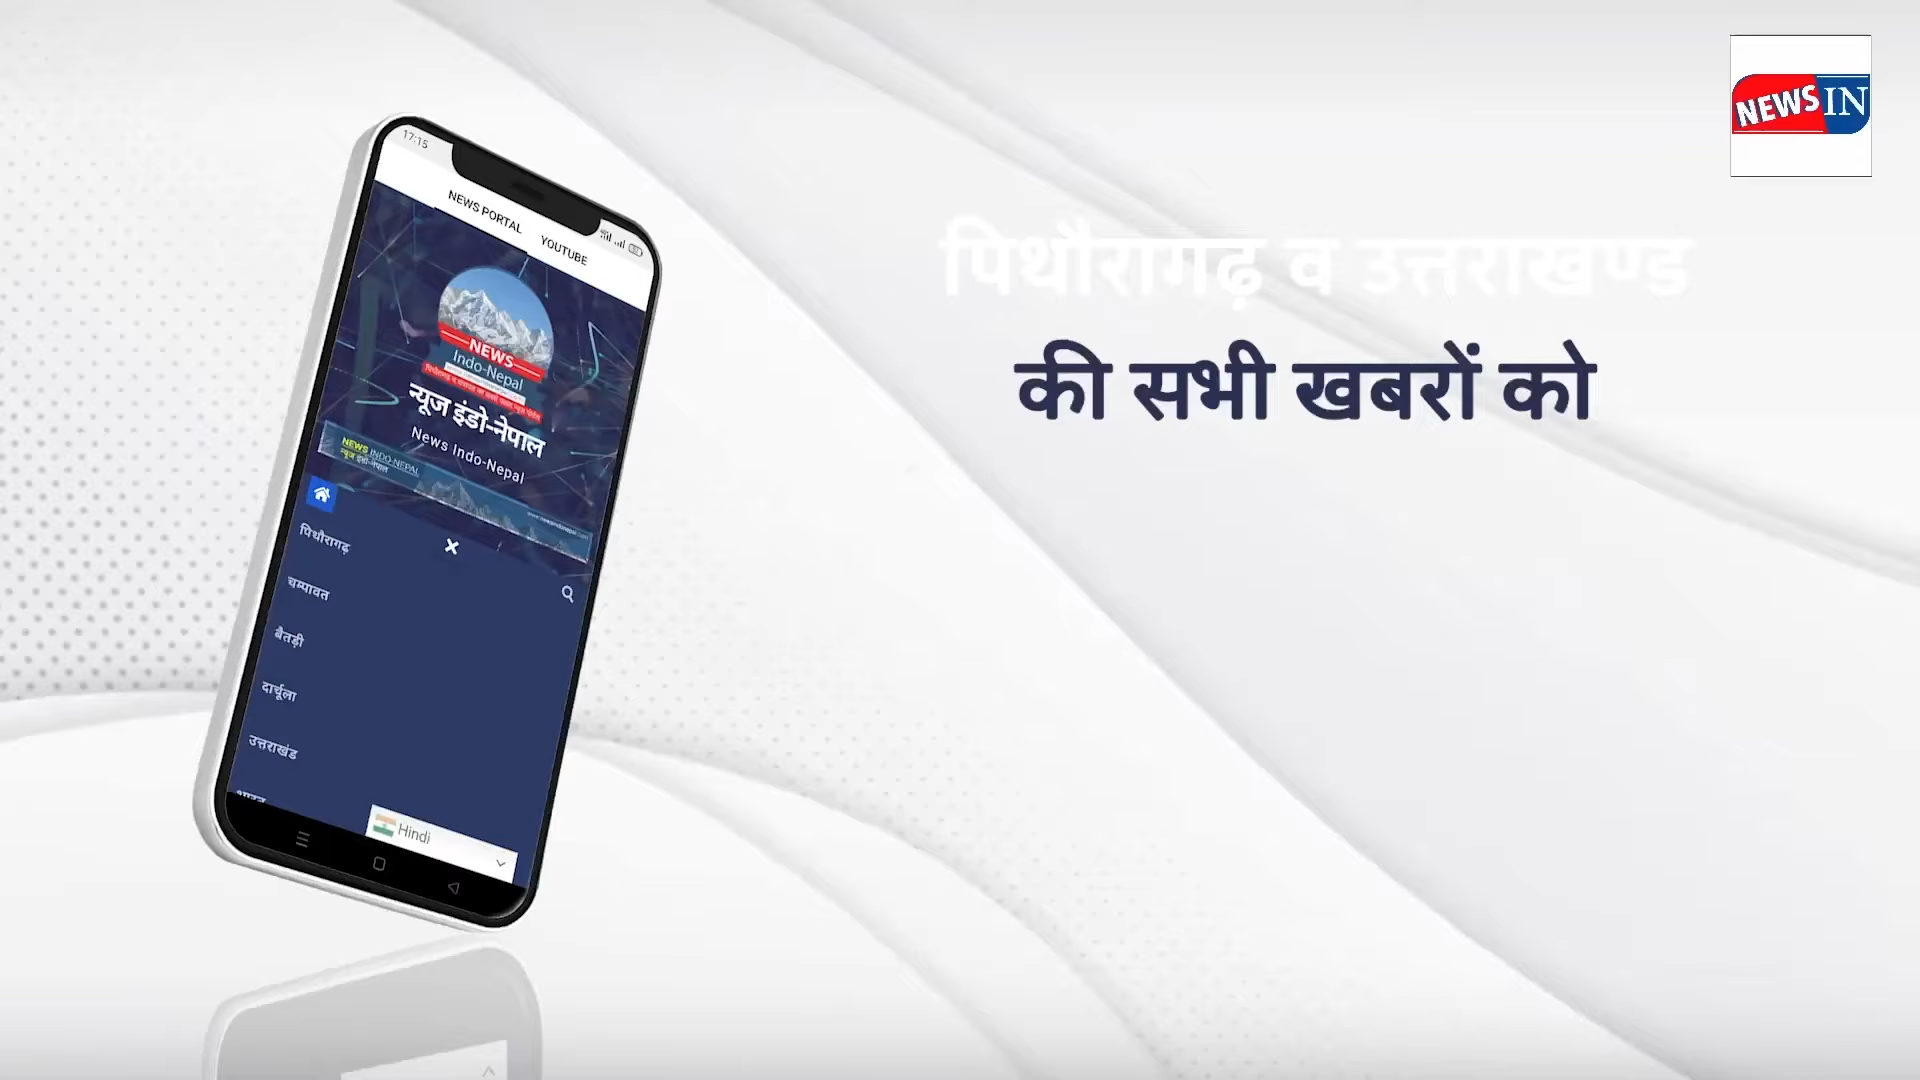 NEWS IN
पिथौरागढ़ व उत्तराखण्ड
की सभी खबरों को
17:15
NEWS PORTAL YOUTUBE
NEWS
Indo-Nepal
न्यूज इंडो-नेपाल
News Indo-Nepal
NEWS INDO-NEPAL
न्यूज इंडो-नेपाल
पिथौरागढ़
चम्पावत
बैतड़ी
दार्चूला
उत्तराखंड
Hindi